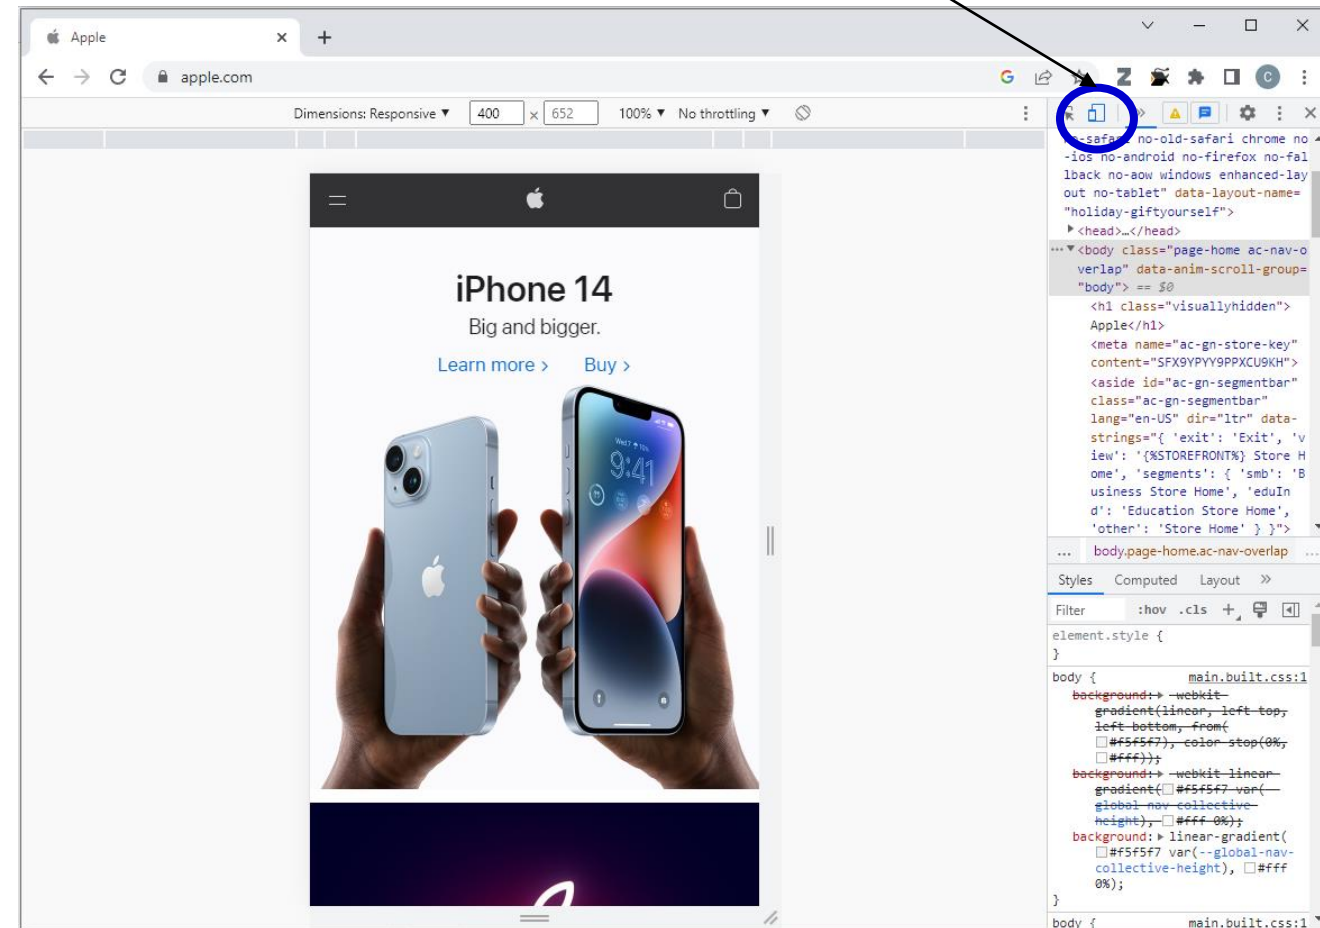 Apple
apple.com
C
Dimensions: Responsive ▼ 400 × 652 100% ▼ No throttling ▼
iPhone 14
Big and bigger.
Learn more > Buy >
Wed 7
9:41
no-safari no-old-safari chrome no
-ios no-android no-firefox no-fal
lback no-aow windows enhanced-lay
out no-tablet" data-layout-name=
"holiday-giftyourself">
▶ <head>…</head>
••• ▼ <body class="page-home ac-nav-o
verlap" data-anim-scroll-group=
"body"> == $0
<h1 class="visuallyhidden">
Apple</h1>
<meta name="ac-gn-store-key"
content="SFX9YPYY9PPXCU9KH">
<aside id="ac-gn-segmentbar"
class="ac-gn-segmentbar"
lang="en-US" dir="ltr" data-
strings="{ 'exit': 'Exit', 'v
iew': '{%STOREFRONT%} Store H
ome', 'segments': { 'smb': 'B
usiness Store Home', 'eduIn
d': 'Education Store Home',
'other': 'Store Home' } }">
... body.page-home.ac-nav-overlap ...
Styles Computed Layout »
Filter :hov .cls +
element.style {
}
body { main.built.css:1
background: ▶ -webkit-
gradient(linear, left top,
left bottom, from(
#f5f5f7), color-stop(0%,
#fff));
background: ▶ -webkit-linear-
gradient( #f5f5f7 var(--
global-nav-collective-
height), #fff 0%);
background: ▶ linear-gradient(
#f5f5f7 var(--global-nav-
collective-height), #fff
0%);
}
body { main.built.css:1